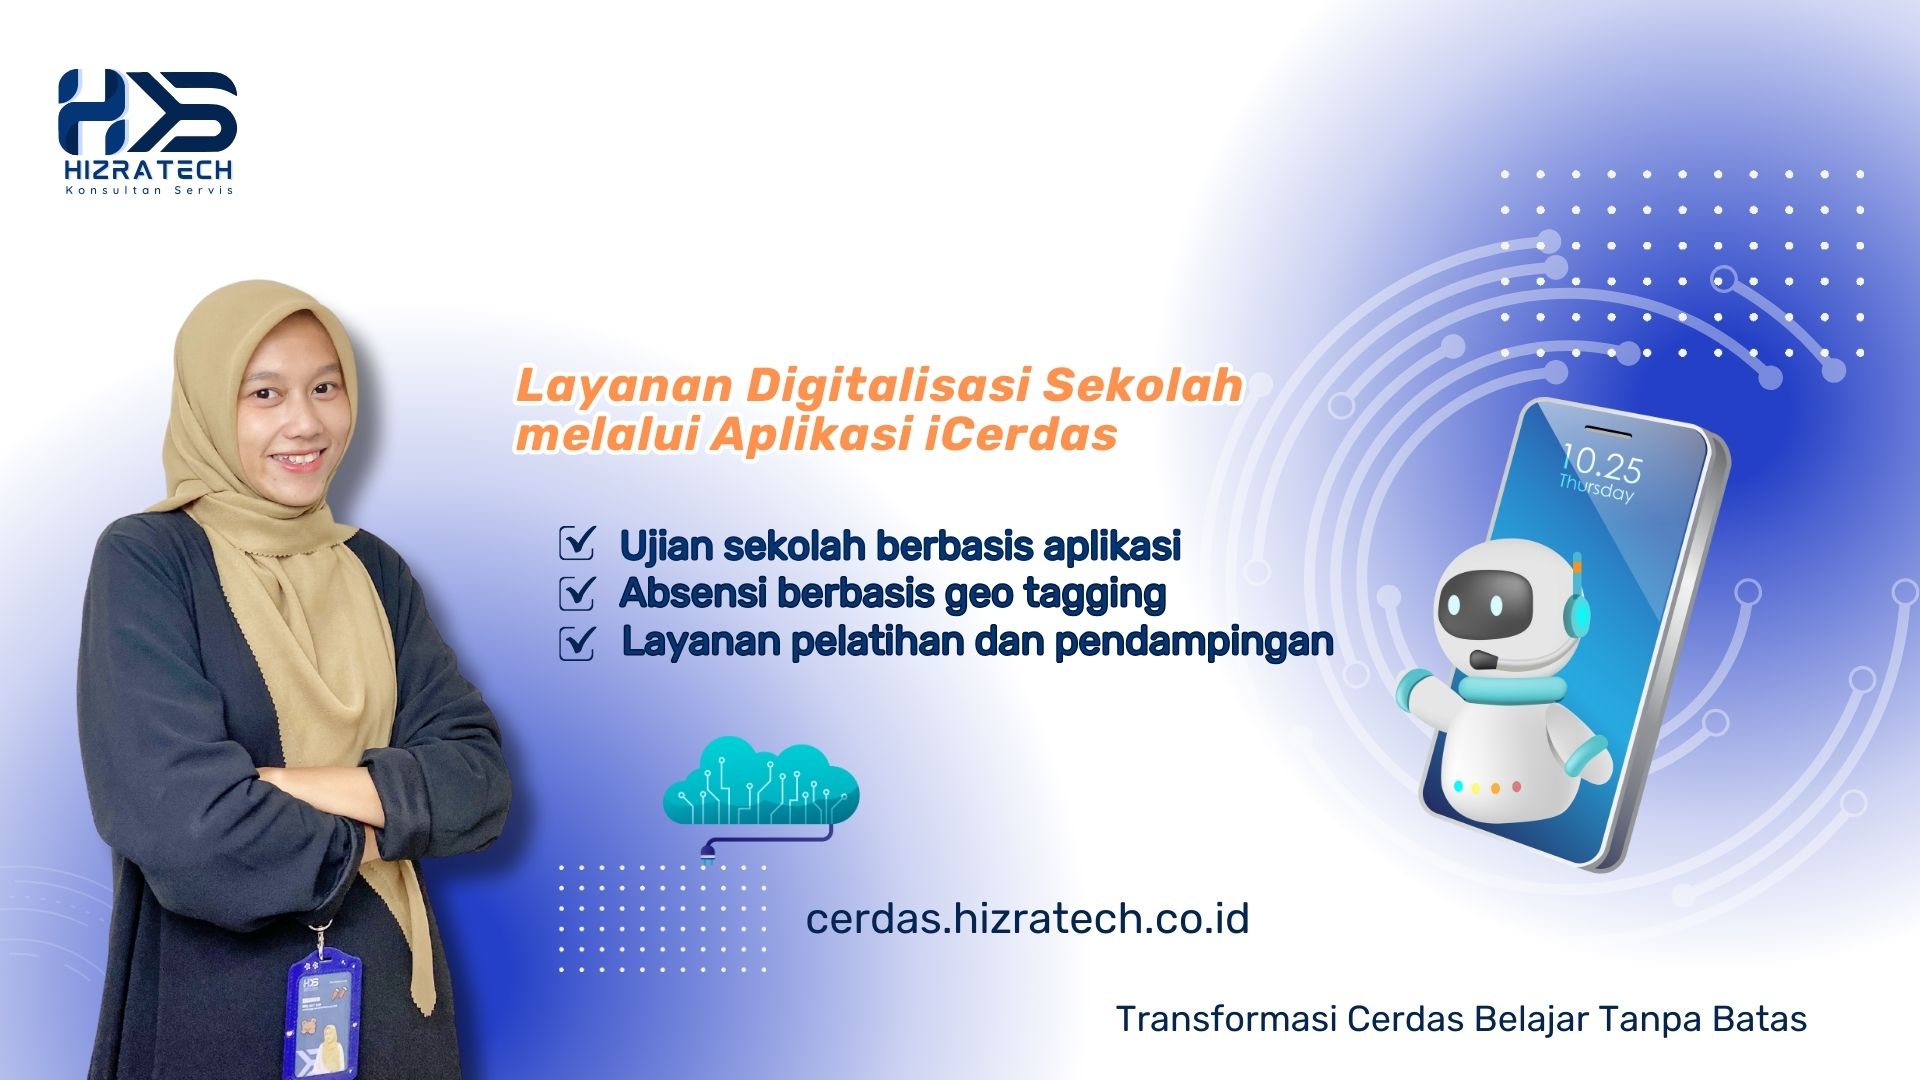 HIZRATECH
Konsultan Servis
Layanan Digitalisasi Sekolah
melalui Aplikasi iCerdas
10.25
Thursday
Ujian sekolah berbasis aplikasi
Absensi berbasis geo tagging
Layanan pelatihan dan pendampingan
cerdas.hizratech.co.id
Transformasi Cerdas Belajar Tanpa Batas